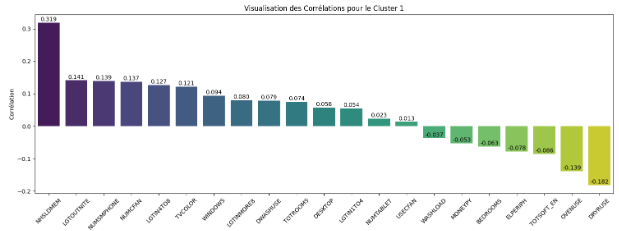 Visualisation des Corrélations pour le Cluster 1
Corrélation
0.3
0.2
0.1
0.0
−0.1
−0.2
0.319
0.141
0.139
0.137
0.127
0.121
0.094
0.080
0.079
0.074
0.058
0.054
0.023
0.013
-0.037
-0.053
-0.063
-0.078
-0.086
-0.139
-0.182
NHSLDMEM
LGTOUTNITE
NUMSMPHONE
NUMCFAN
LGTIN4TO8
TVCOLOR
WINDOWS
LGTINMORE8
DWASHUSE
TOTROOMS
DESKTOP
LGTIN1TO4
NUMTABLET
USECFAN
WASHLOAD
MONEYPY
BEDROOMS
ELPERIPH
TOTSQFT_EN
OVENUSE
DRYRUSE